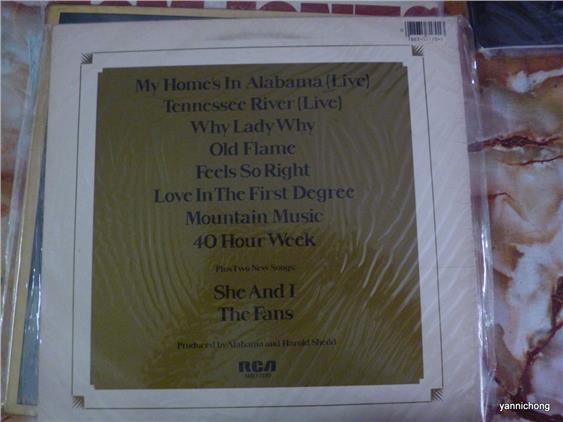 My Home's In Alabama (Live)
Tennessee River (Live)
Why Lady Why
Old Flame
Feels So Right
Love In The First Degree
Mountain Music
40 Hour Week
Plus Two New Songs:
She And I
The Fans
Produced by Alabama and Harold Shedd
RCA
yannichong